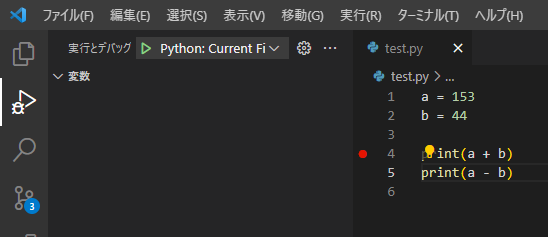 ファイル(F) 編集(E) 選択(S) 表示(V) 移動(G) 実行(R) ターミナル(T) ヘルプ(H)
実行とデバッグ Python: Current Fi
変数
3
test.py
test.py > ...
1 a = 153
2 b = 44
3
4 print(a + b)
5 print(a - b)
6